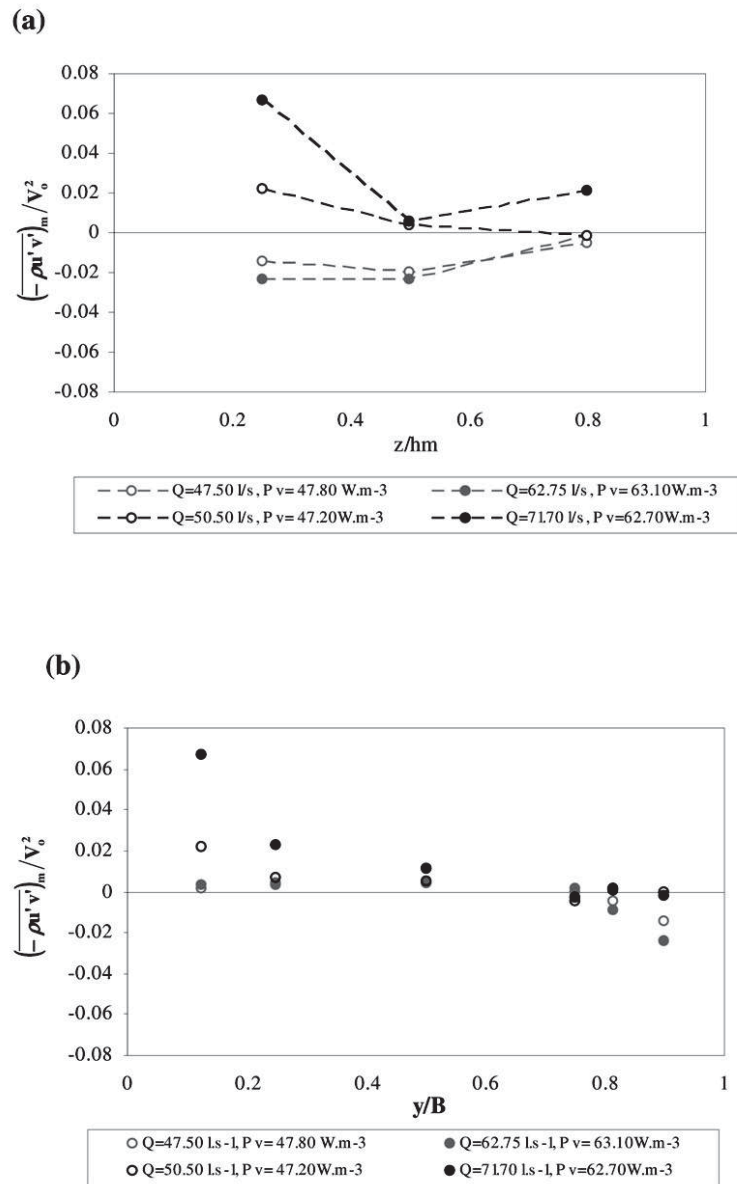 (a)
0.08
0.06
0.04
0.02
0
-0.02
-0.04
-0.06
-0.08
(-ρu' v')m / V₀²
0 0.2 0.4 0.6 0.8 1
z/hm
Q=47.50 l/s, P v= 47.80 W.m-3 Q=62.75 l/s, P v= 63.10W.m-3
Q=50.50 l/s, P v= 47.20W.m-3 Q=71.70 l/s, P v=62.70W.m-3
(b)
0.08
0.06
0.04
0.02
0
-0.02
-0.04
-0.06
-0.08
(-ρu' v')m / V₀²
0 0.2 0.4 0.6 0.8 1
y/B
Q=47.50 l.s-1, P v= 47.80 W.m-3 Q=62.75 l.s-1, P v= 63.10W.m-3
Q=50.50 l.s-1, P v= 47.20W.m-3 Q=71.70 l.s-1, P v=62.70W.m-3